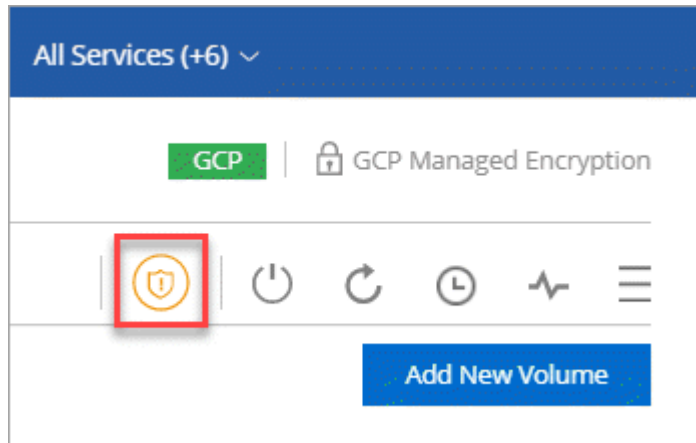 All Services (+6)
GCP
GCP Managed Encryption
Add New Volume